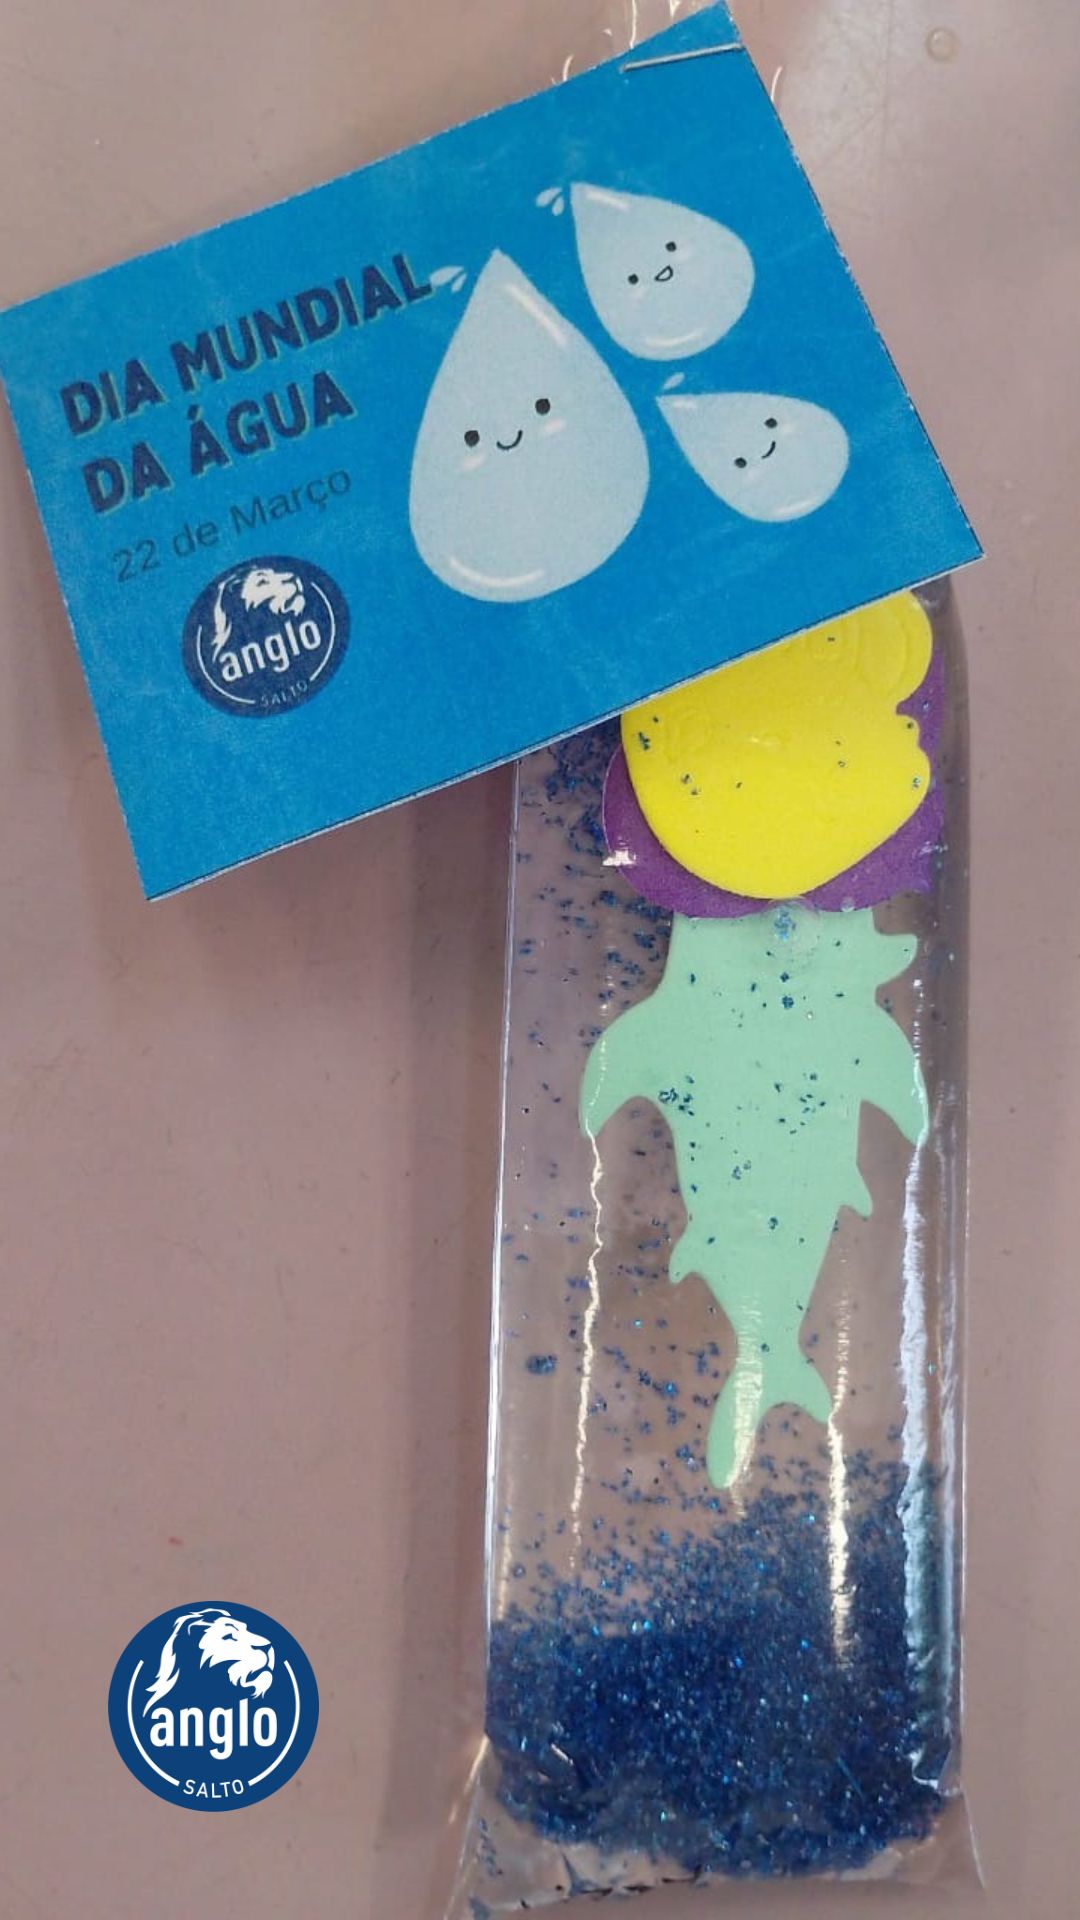 DIA MUNDIAL
DA ÁGUA
22 de Março
anglo
SALTO
anglo
SALTO